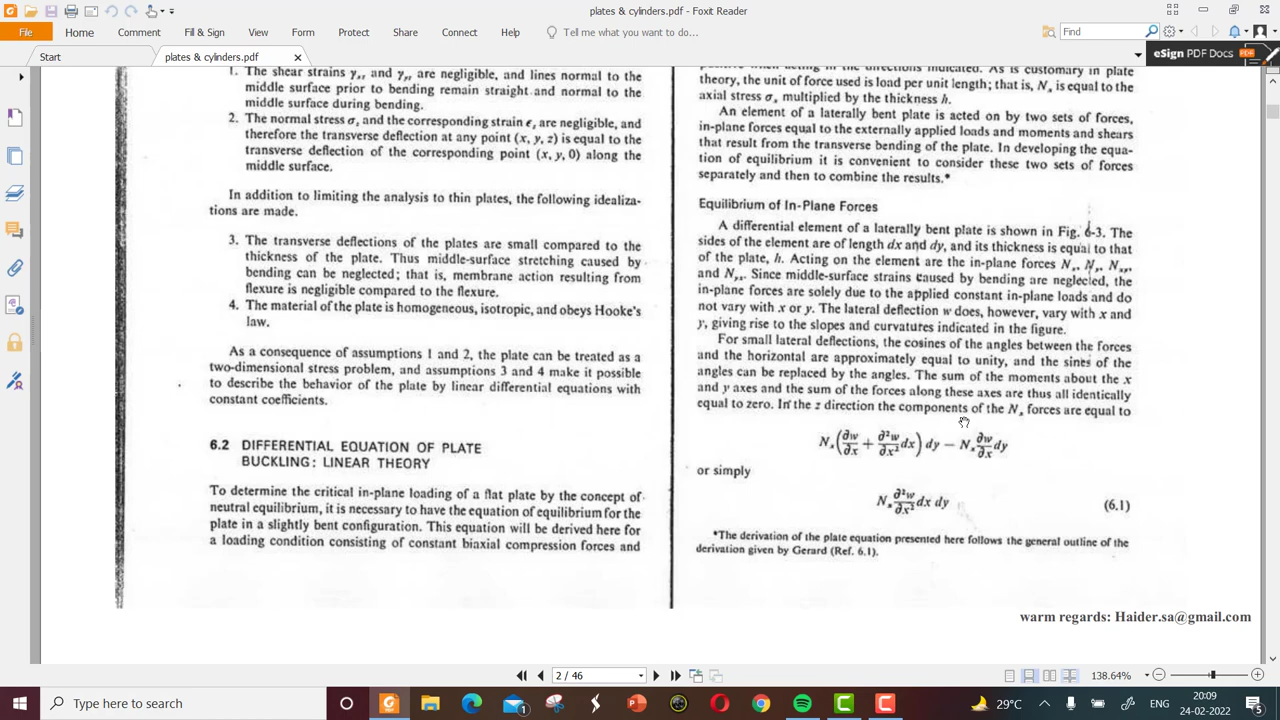 plates & cylinders.pdf - Foxit Reader
File
Home
Comment
Fill & Sign
View
Form
Protect
Share
Connect
Help
Tell me what you want to do...
Find
Start
plates & cylinders.pdf
eSign PDF Docs
1. The shear strains γxz and γyz are negligible, and lines normal to the
middle surface prior to bending remain straight and normal to the
middle surface during bending.
2. The normal stress σz and the corresponding strain ϵz are negligible, and
therefore the transverse deflection at any point (x, y, z) is equal to the
transverse deflection of the corresponding point (x, y, 0) along the
middle surface.
In addition to limiting the analysis to thin plates, the following idealiza-
tions are made.
3. The transverse deflections of the plates are small compared to the
thickness of the plate. Thus middle-surface stretching caused by
bending can be neglected; that is, membrane action resulting from
flexure is negligible compared to the flexure.
4. The material of the plate is homogeneous, isotropic, and obeys Hooke's
law.
As a consequence of assumptions 1 and 2, the plate can be treated as a
two-dimensional stress problem, and assumptions 3 and 4 make it possible
to describe the behavior of the plate by linear differential equations with
constant coefficients.
6.2 DIFFERENTIAL EQUATION OF PLATE
BUCKLING: LINEAR THEORY
To determine the critical in-plane loading of a flat plate by the concept of
neutral equilibrium, it is necessary to have the equation of equilibrium for the
plate in a slightly bent configuration. This equation will be derived here for
a loading condition consisting of constant biaxial compression forces and
positive when acting in the directions indicated. As is customary in plate
theory, the unit of force used is load per unit length; that is, Nx is equal to the
axial stress σx multiplied by the thickness h.
An element of a laterally bent plate is acted on by two sets of forces,
in-plane forces equal to the externally applied loads and moments and shears
that result from the transverse bending of the plate. In developing the equa-
tion of equilibrium it is convenient to consider these two sets of forces
separately and then to combine the results.*
Equilibrium of In-Plane Forces
A differential element of a laterally bent plate is shown in Fig. 6-3. The
sides of the element are of length dx and dy, and its thickness is equal to that
of the plate, h. Acting on the element are the in-plane forces Nx, Ny, Nxy,
and Nyx. Since middle-surface strains caused by bending are neglected, the
in-plane forces are solely due to the applied constant in-plane loads and do
not vary with x or y. The lateral deflection w does, however, vary with x and
y, giving rise to the slopes and curvatures indicated in the figure.
For small lateral deflections, the cosines of the angles between the forces
and the horizontal are approximately equal to unity, and the sines of the
angles can be replaced by the angles. The sum of the moments about the x
and y axes and the sum of the forces along these axes are thus all identically
equal to zero. In the z direction the components of the Nx forces are equal to
Nx(∂w/∂x + ∂²w/∂x² dx) dy − Nx ∂w/∂x dy
or simply
Nx ∂²w/∂x² dx dy (6.1)
*The derivation of the plate equation presented here follows the general outline of the
derivation given by Gerard (Ref. 6.1).
warm regards: Haider.sa@gmail.com
2 / 46
138.64%
Type here to search
1
29°C
ENG
20:09
24-02-2022
5